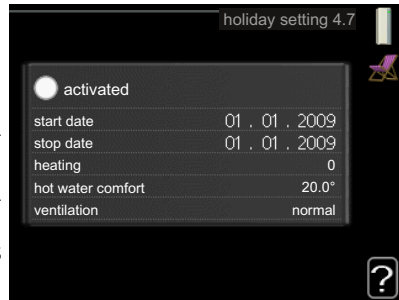 holiday setting 4.7
activated
start date 01 . 01 . 2009
stop date 01 . 01 . 2009
heating 0
hot water comfort 20.0°
ventilation normal
?